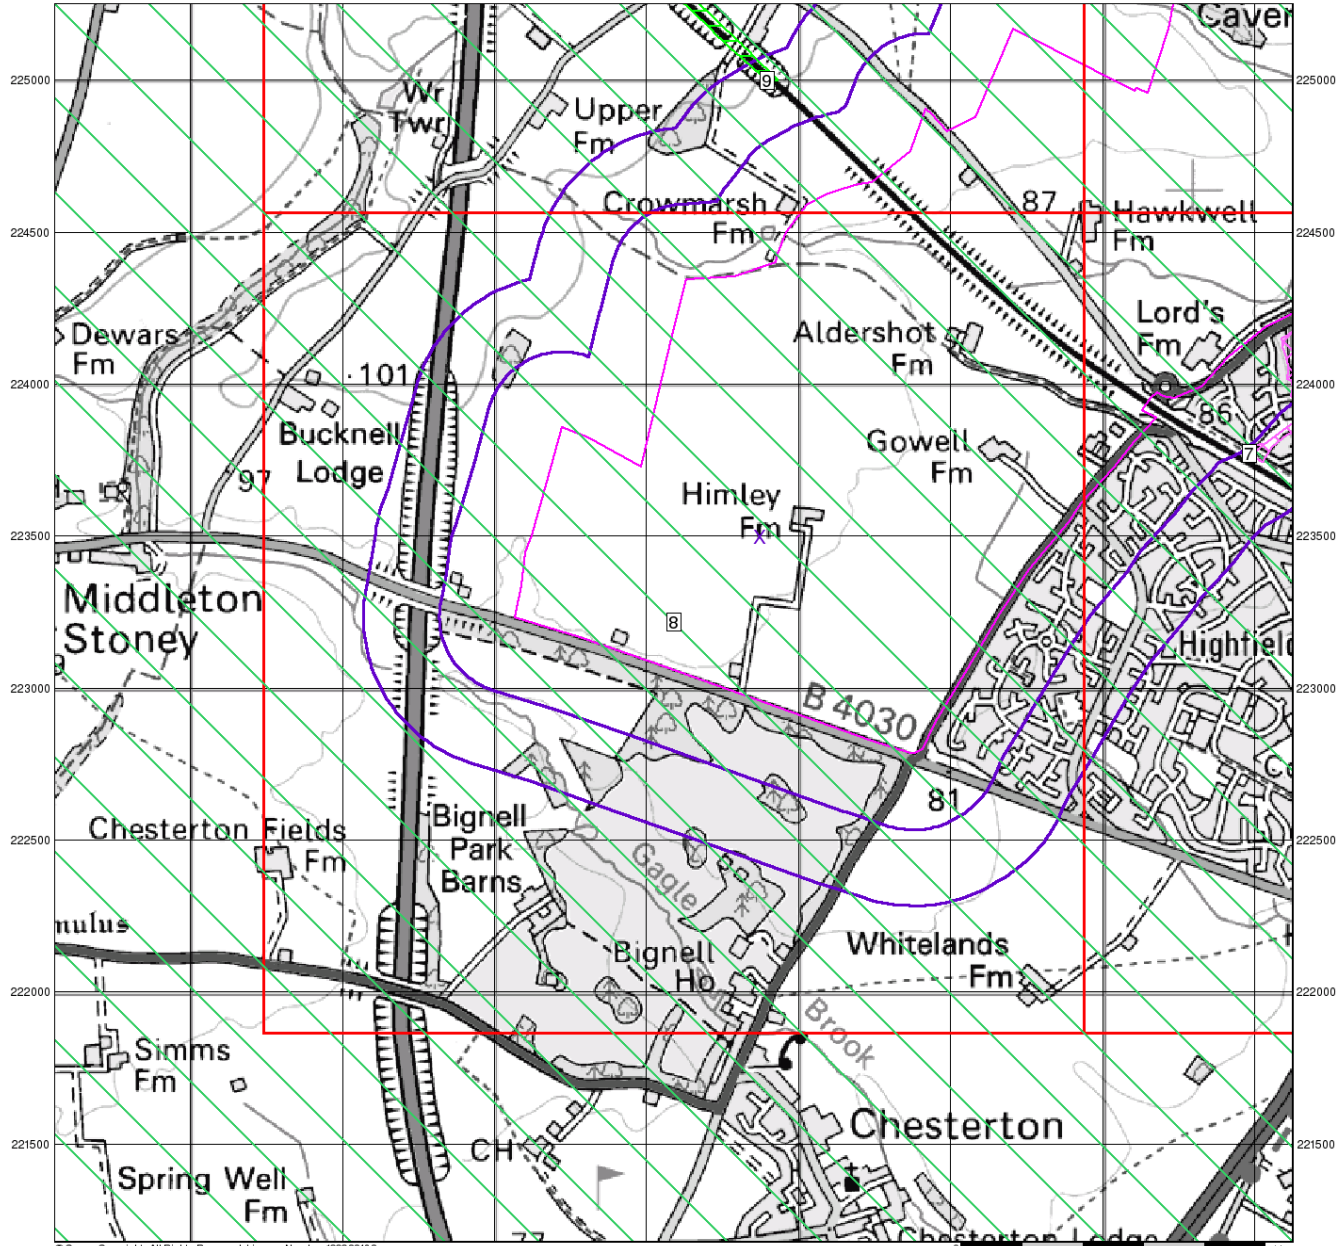 Caver
225000
225000
9
Wr
Twr
Upper
Fm
Crowmarsh
Fm
87
Hawkwell
Fm
224500
224500
Dewars
Fm
Aldershot
Fm
Lord's
Fm
·101
224000
224000
86
Bucknell
Lodge
Gowell
Fm
7
97
Himley
Fm
X
223500
223500
Middleton
Stoney
8
Highfield
223000
223000
B 4030
81
Chesterton Fields
Fm
Bignell
Park
Barns
222500
222500
Gagle
mulus
Bignell
Ho
Whitelands
Fm
222000
222000
Brook
Simms
Fm
Chesterton
221500
221500
CH
Spring Well
Fm
77
Chesterton Lodge